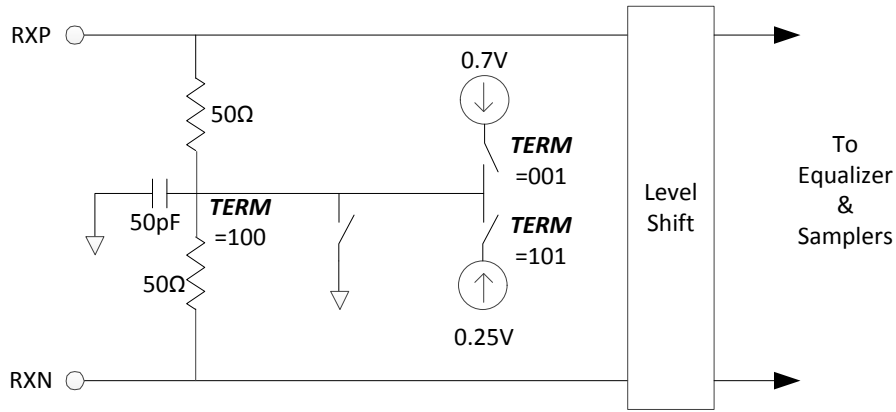 RXP
0.7V
50Ω
TERM
=001
To
Equalizer
&
Samplers
Level
Shift
50pF
TERM
=100
TERM
=101
50Ω
0.25V
RXN